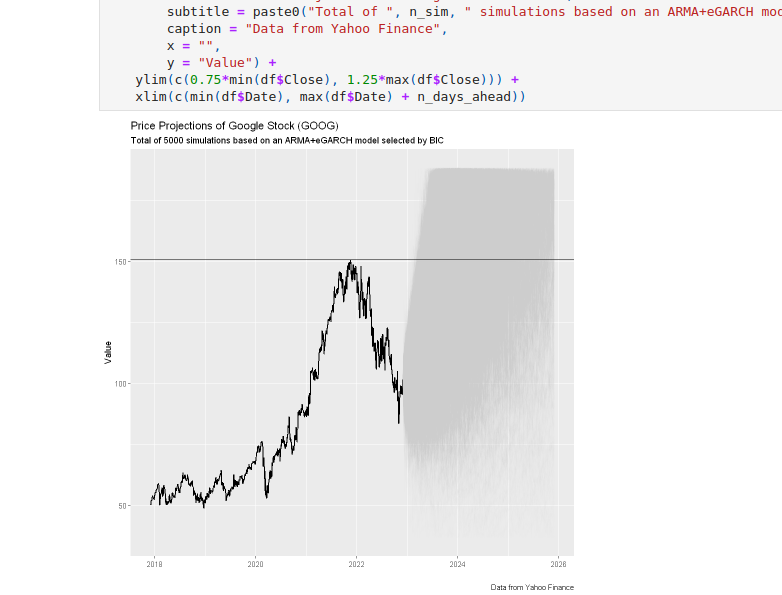 subtitle = paste0("Total of ", n_sim, " simulations based on an ARMA+eGARCH
caption = "Data from Yahoo Finance",
x = "",
y = "Value") +
ylim(c(0.75*min(df$Close), 1.25*max(df$Close))) +
xlim(c(min(df$Date), max(df$Date) + n_days_ahead))
Price Projections of Google Stock (GOOG)
Total of 5000 simulations based on an ARMA+eGARCH model selected by BIC
150
100
50
Value
2018 2020 2022 2024 2026
Data from Yahoo Finance